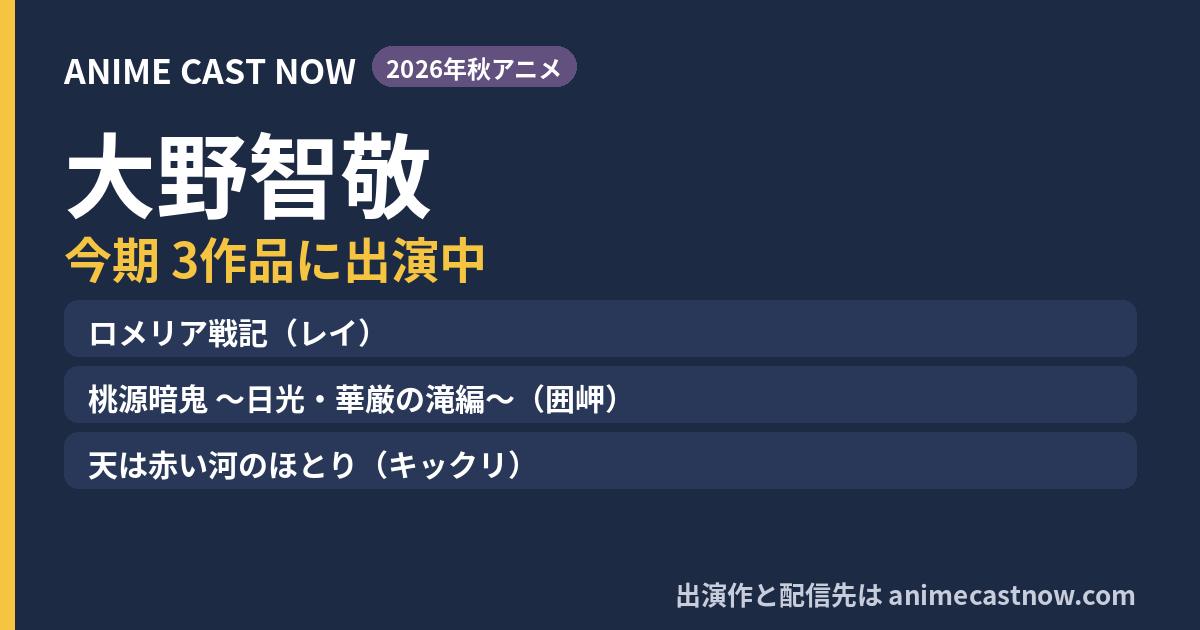 ANIME CAST NOW 2026年秋アニメ
大野智敬
今期 3作品に出演中
ロメリア戦記（レイ）
桃源暗鬼 〜日光・華厳の滝編〜（囲岬）
天は赤い河のほとり（キックリ）
出演作と配信先は animecastnow.com